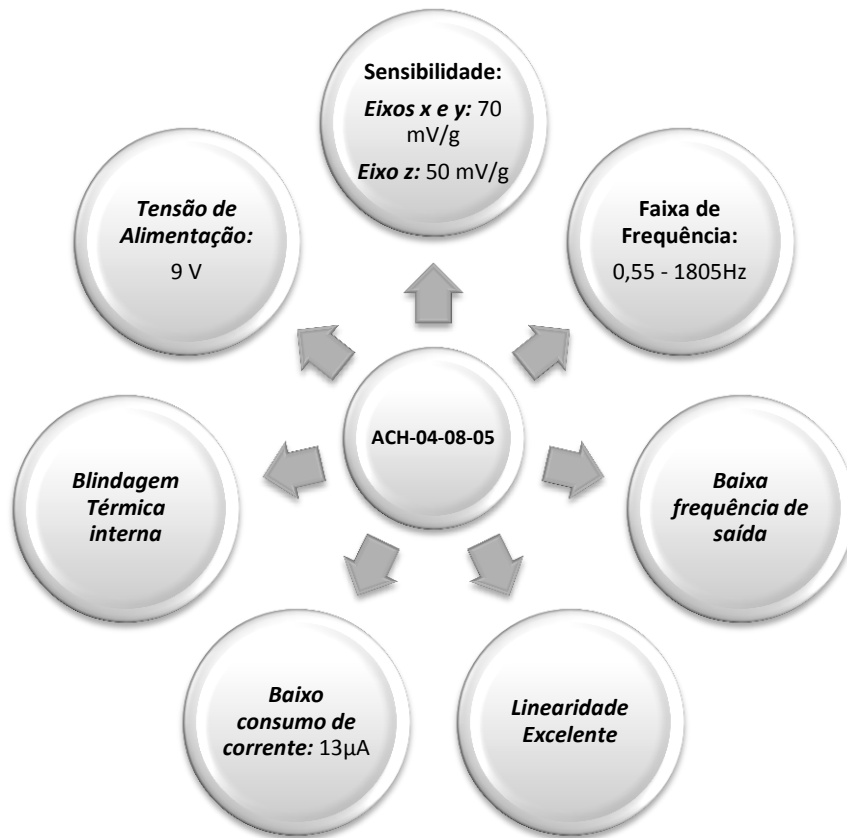 Sensibilidade:
Eixos x e y: 70
mV/g
Eixo z: 50 mV/g
Tensão de
Alimentação:
9 V
Faixa de
Frequência:
0,55 - 1805Hz
ACH-04-08-05
Blindagem
Térmica
interna
Baixa
frequência de
saída
Baixo
consumo de
corrente: 13µA
Linearidade
Excelente